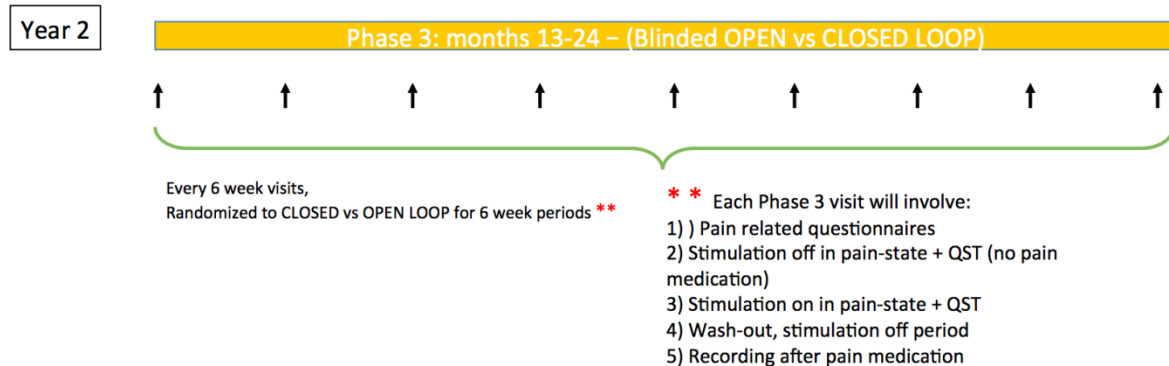 Year 2
Phase 3: months 13-24 – (Blinded OPEN vs CLOSED LOOP)
Every 6 week visits,
Randomized to CLOSED vs OPEN LOOP for 6 week periods **
** Each Phase 3 visit will involve:
1) ) Pain related questionnaires
2) Stimulation off in pain-state + QST (no pain
medication)
3) Stimulation on in pain-state + QST
4) Wash-out, stimulation off period
5) Recording after pain medication